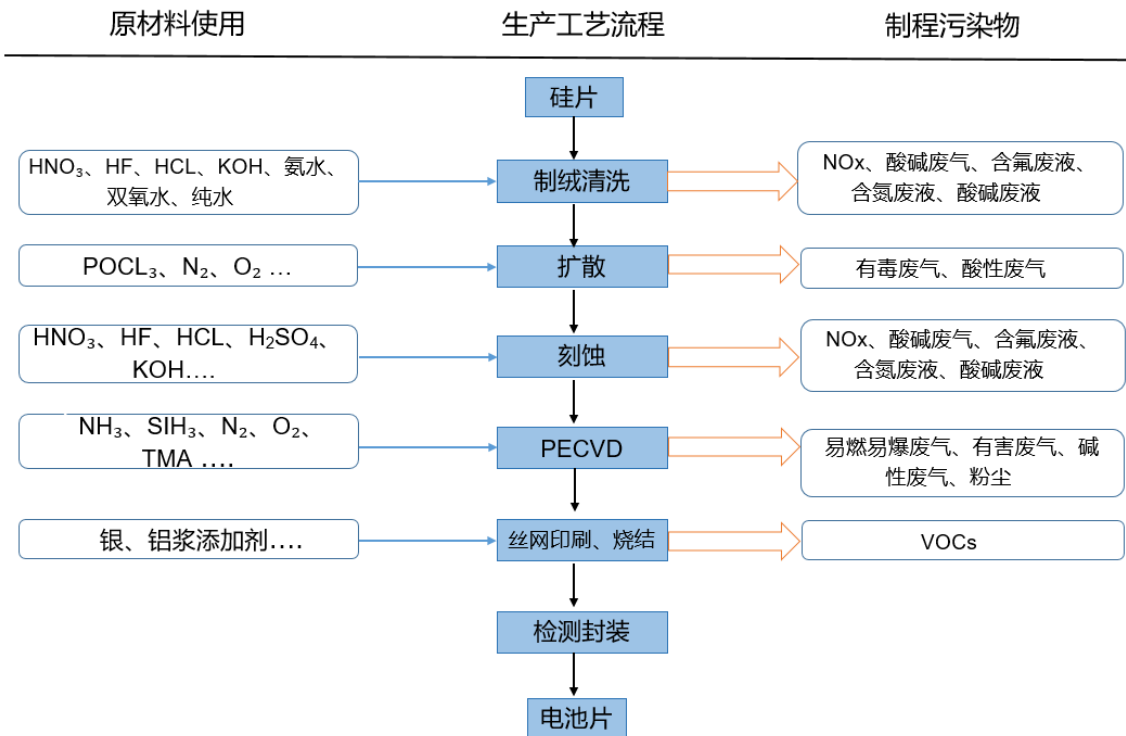 原材料使用
生产工艺流程
制程污染物
硅片
HNO₃、HF、HCL、KOH、氨水、
双氧水、纯水
制绒清洗
NOx、酸碱废气、含氟废液、
含氮废液、酸碱废液
POCL₃、N₂、O₂ ...
扩散
有毒废气、酸性废气
HNO₃、HF、HCL、H₂SO₄、
KOH....
刻蚀
NOx、酸碱废气、含氟废液、
含氮废液、酸碱废液
NH₃、SIH₃、N₂、O₂、
TMA ....
PECVD
易燃易爆废气、有害废气、碱
性废气、粉尘
银、铝浆添加剂....
丝网印刷、烧结
VOCs
检测封装
电池片